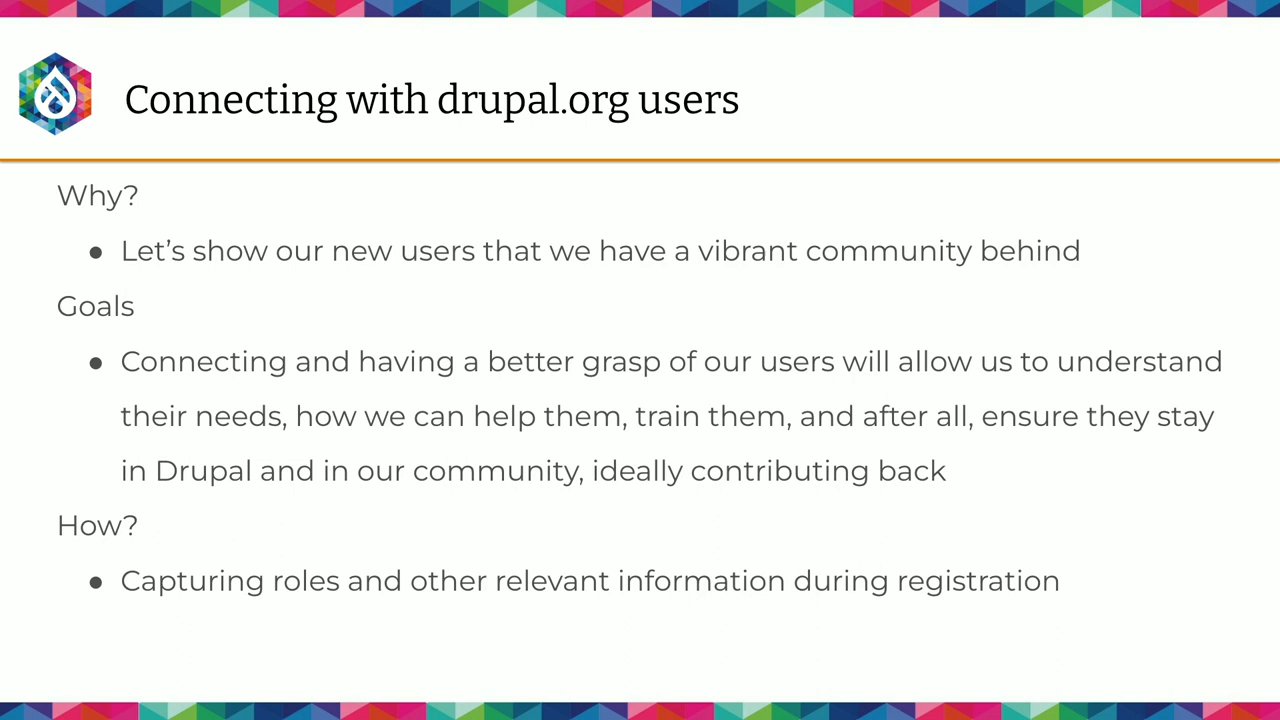 Connecting with drupal.org users
Why?
● Let’s show our new users that we have a vibrant community behind
Goals
● Connecting and having a better grasp of our users will allow us to understand
their needs, how we can help them, train them, and after all, ensure they stay
in Drupal and in our community, ideally contributing back
How?
● Capturing roles and other relevant information during registration